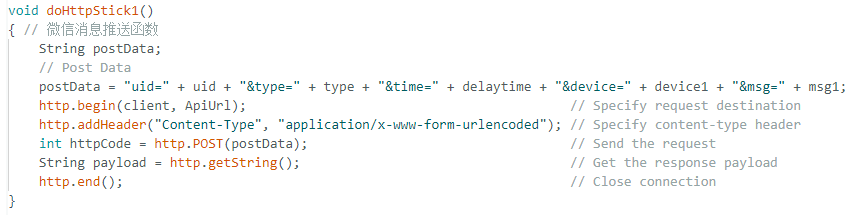 void doHttpStick1()
{ // 微信消息推送函数
    String postData;
    // Post Data
    postData = "uid=" + uid + "&type=" + type + "&time=" + delaytime + "&device=" + device1 + "&msg=" + msg1;
    http.begin(client, ApiUrl);                                          // Specify request destination
    http.addHeader("Content-Type", "application/x-www-form-urlencoded"); // Specify content-type header
    int httpCode = http.POST(postData);                                  // Send the request
    String payload = http.getString();                                   // Get the response payload
    http.end();                                                          // Close connection
}